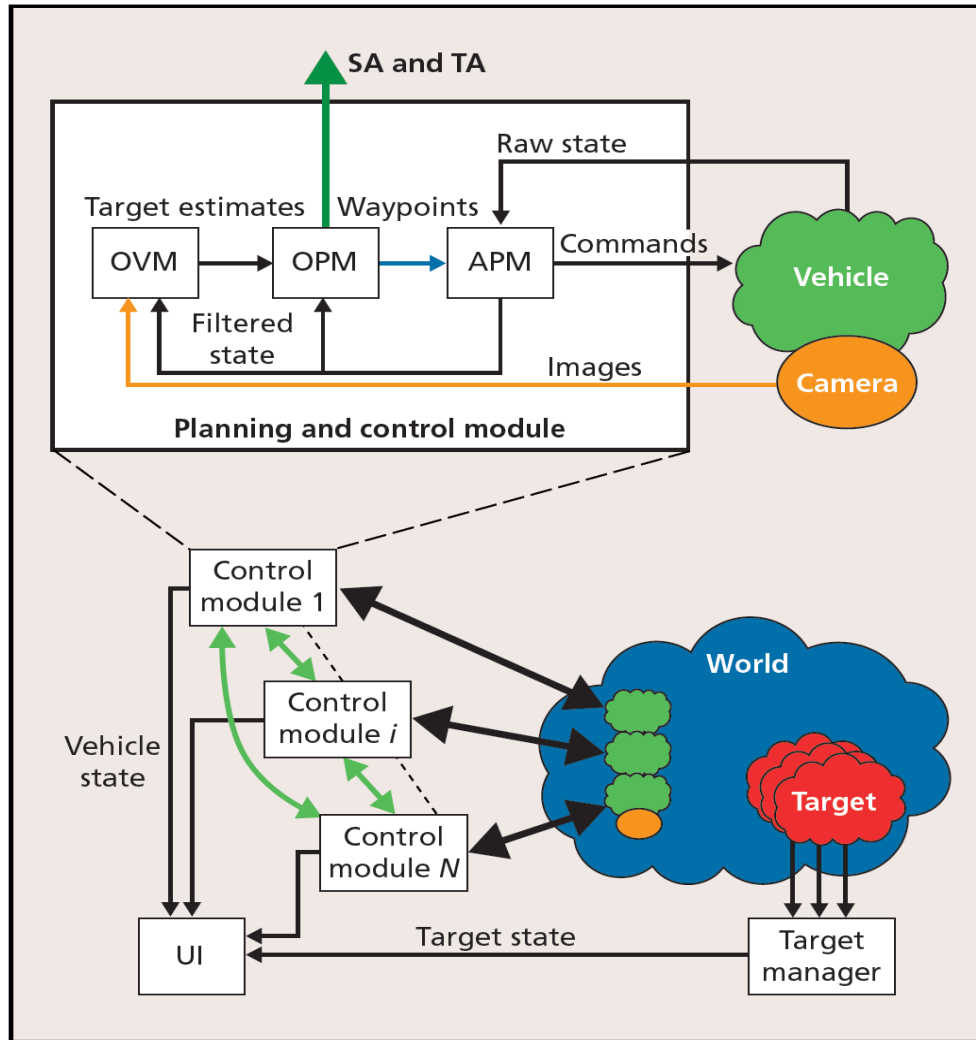 SA and TA
Raw state
Target estimates
Waypoints
OVM
OPM
APM
Commands
Vehicle
Filtered
state
Images
Camera
Planning and control module
Control
module 1
World
Control
module i
Vehicle
state
Target
Control
module N
Target state
UI
Target
manager